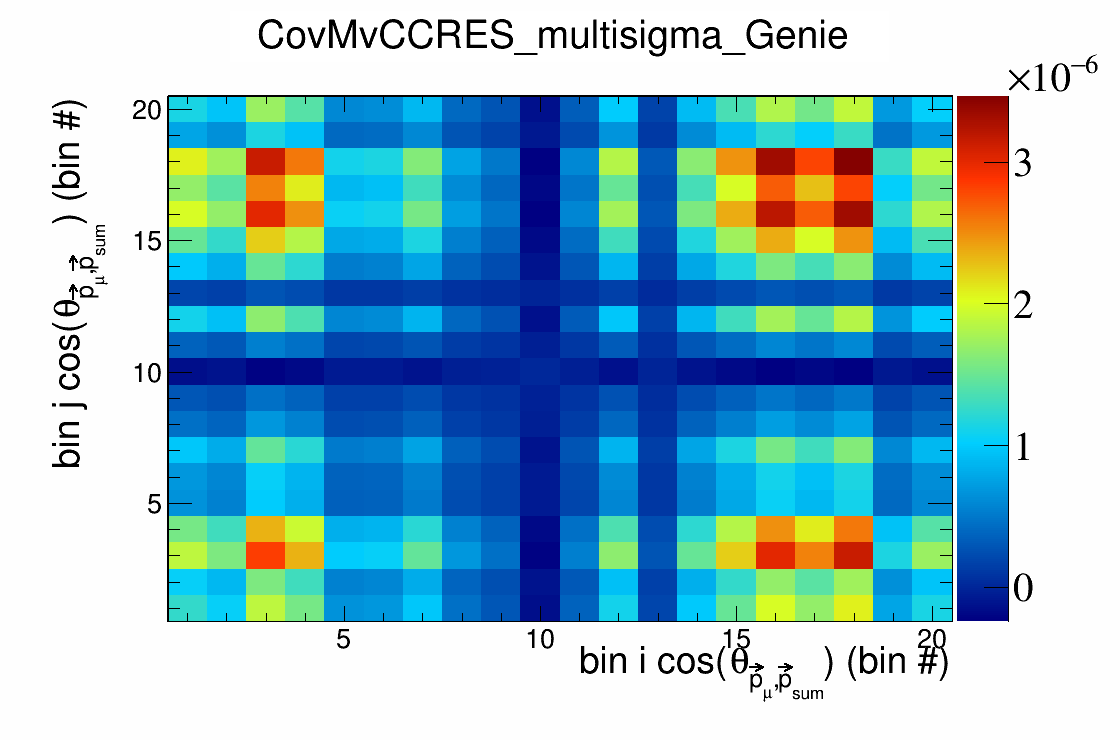 CovMvCCRES_multisigma_Genie
×10⁻⁶
3
2
1
0
bin j cos(θ_{p⃗_μ,p⃗_sum}) (bin #)
20
15
10
5
5 10 15 20
bin i cos(θ_{p⃗_μ,p⃗_sum}) (bin #)